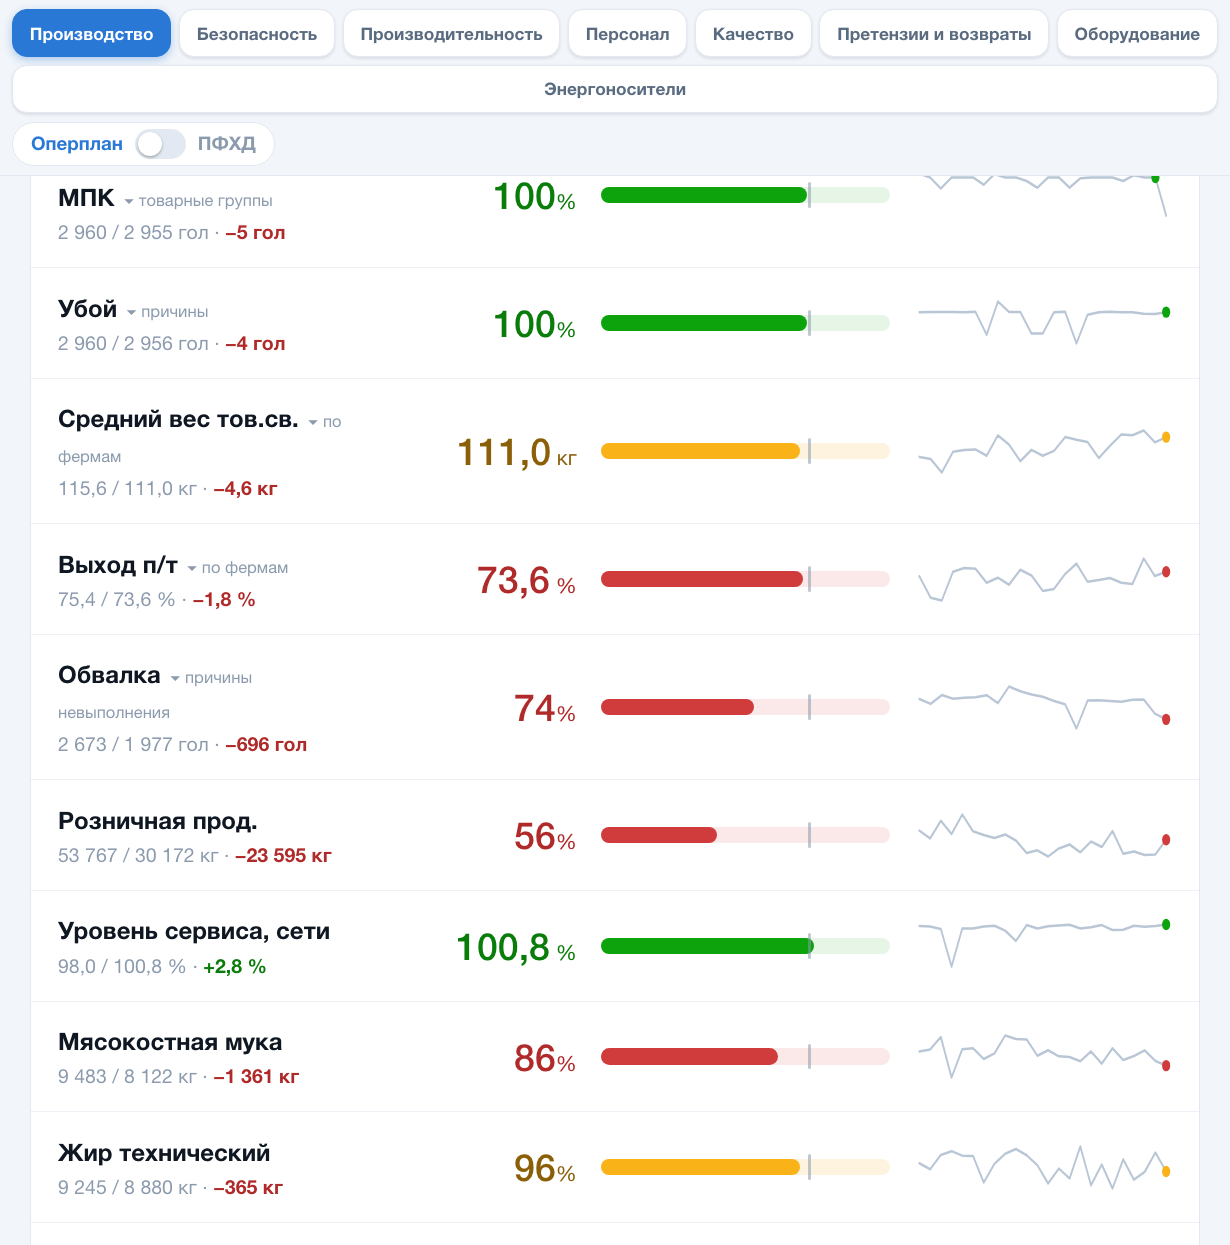 Производство
Безопасность
Производительность
Персонал
Качество
Претензии и возвраты
Оборудование
Энергоносители
Оперплан
ПФХД
МПК товарные группы
2 960 / 2 955 гол · −5 гол
100%
Убой причины
2 960 / 2 956 гол · −4 гол
100%
Средний вес тов.св. по
фермам
115,6 / 111,0 кг · −4,6 кг
111,0 кг
Выход п/т по фермам
75,4 / 73,6 % · −1,8 %
73,6 %
Обвалка причины
невыполнения
2 673 / 1 977 гол · −696 гол
74%
Розничная прод.
53 767 / 30 172 кг · −23 595 кг
56%
Уровень сервиса, сети
98,0 / 100,8 % · +2,8 %
100,8 %
Мясокостная мука
9 483 / 8 122 кг · −1 361 кг
86%
Жир технический
9 245 / 8 880 кг · −365 кг
96%